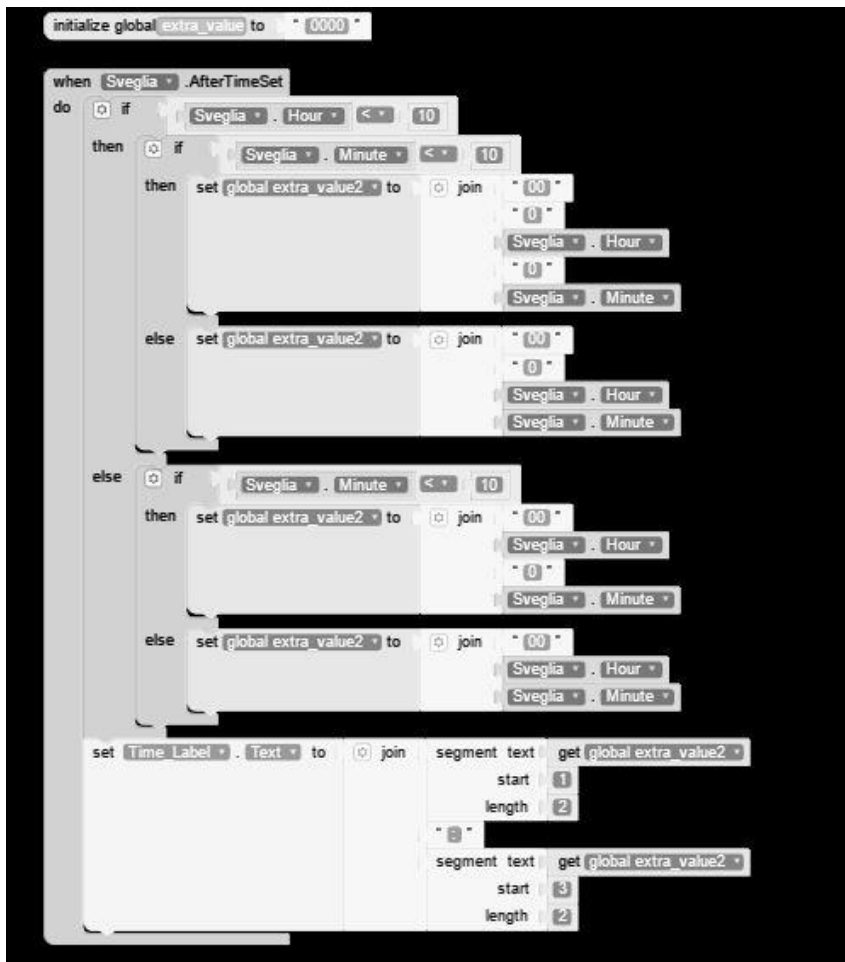 initialize global extra_value to " 0000 "
when Sveglia .AfterTimeSet
do if Sveglia . Hour < 10
then if Sveglia . Minute < 10
then set global extra_value2 to join " 00 "
" 0 "
Sveglia . Hour
" 0 "
Sveglia . Minute
else set global extra_value2 to join " 00 "
" 0 "
Sveglia . Hour
Sveglia . Minute
else if Sveglia . Minute < 10
then set global extra_value2 to join " 00 "
Sveglia . Hour
" 0 "
Sveglia . Minute
else set global extra_value2 to join " 00 "
Sveglia . Hour
Sveglia . Minute
set Time_Label . Text to join segment text get global extra_value2
start 1
length 2
" : "
segment text get global extra_value2
start 3
length 2